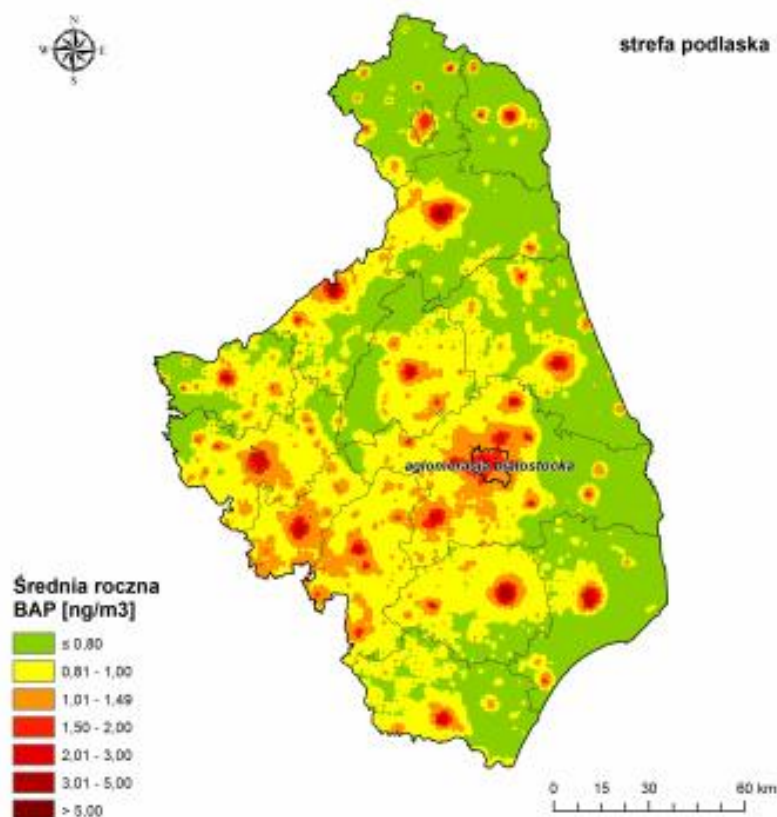 N
W E
S
strefa podlaska
aglomeracja białostocka
Średnia roczna
BAP [ng/m3]
≤ 0,80
0,81 - 1,00
1,01 - 1,49
1,50 - 2,00
2,01 - 3,00
3,01 - 5,00
> 5,00
0 15 30 60 km